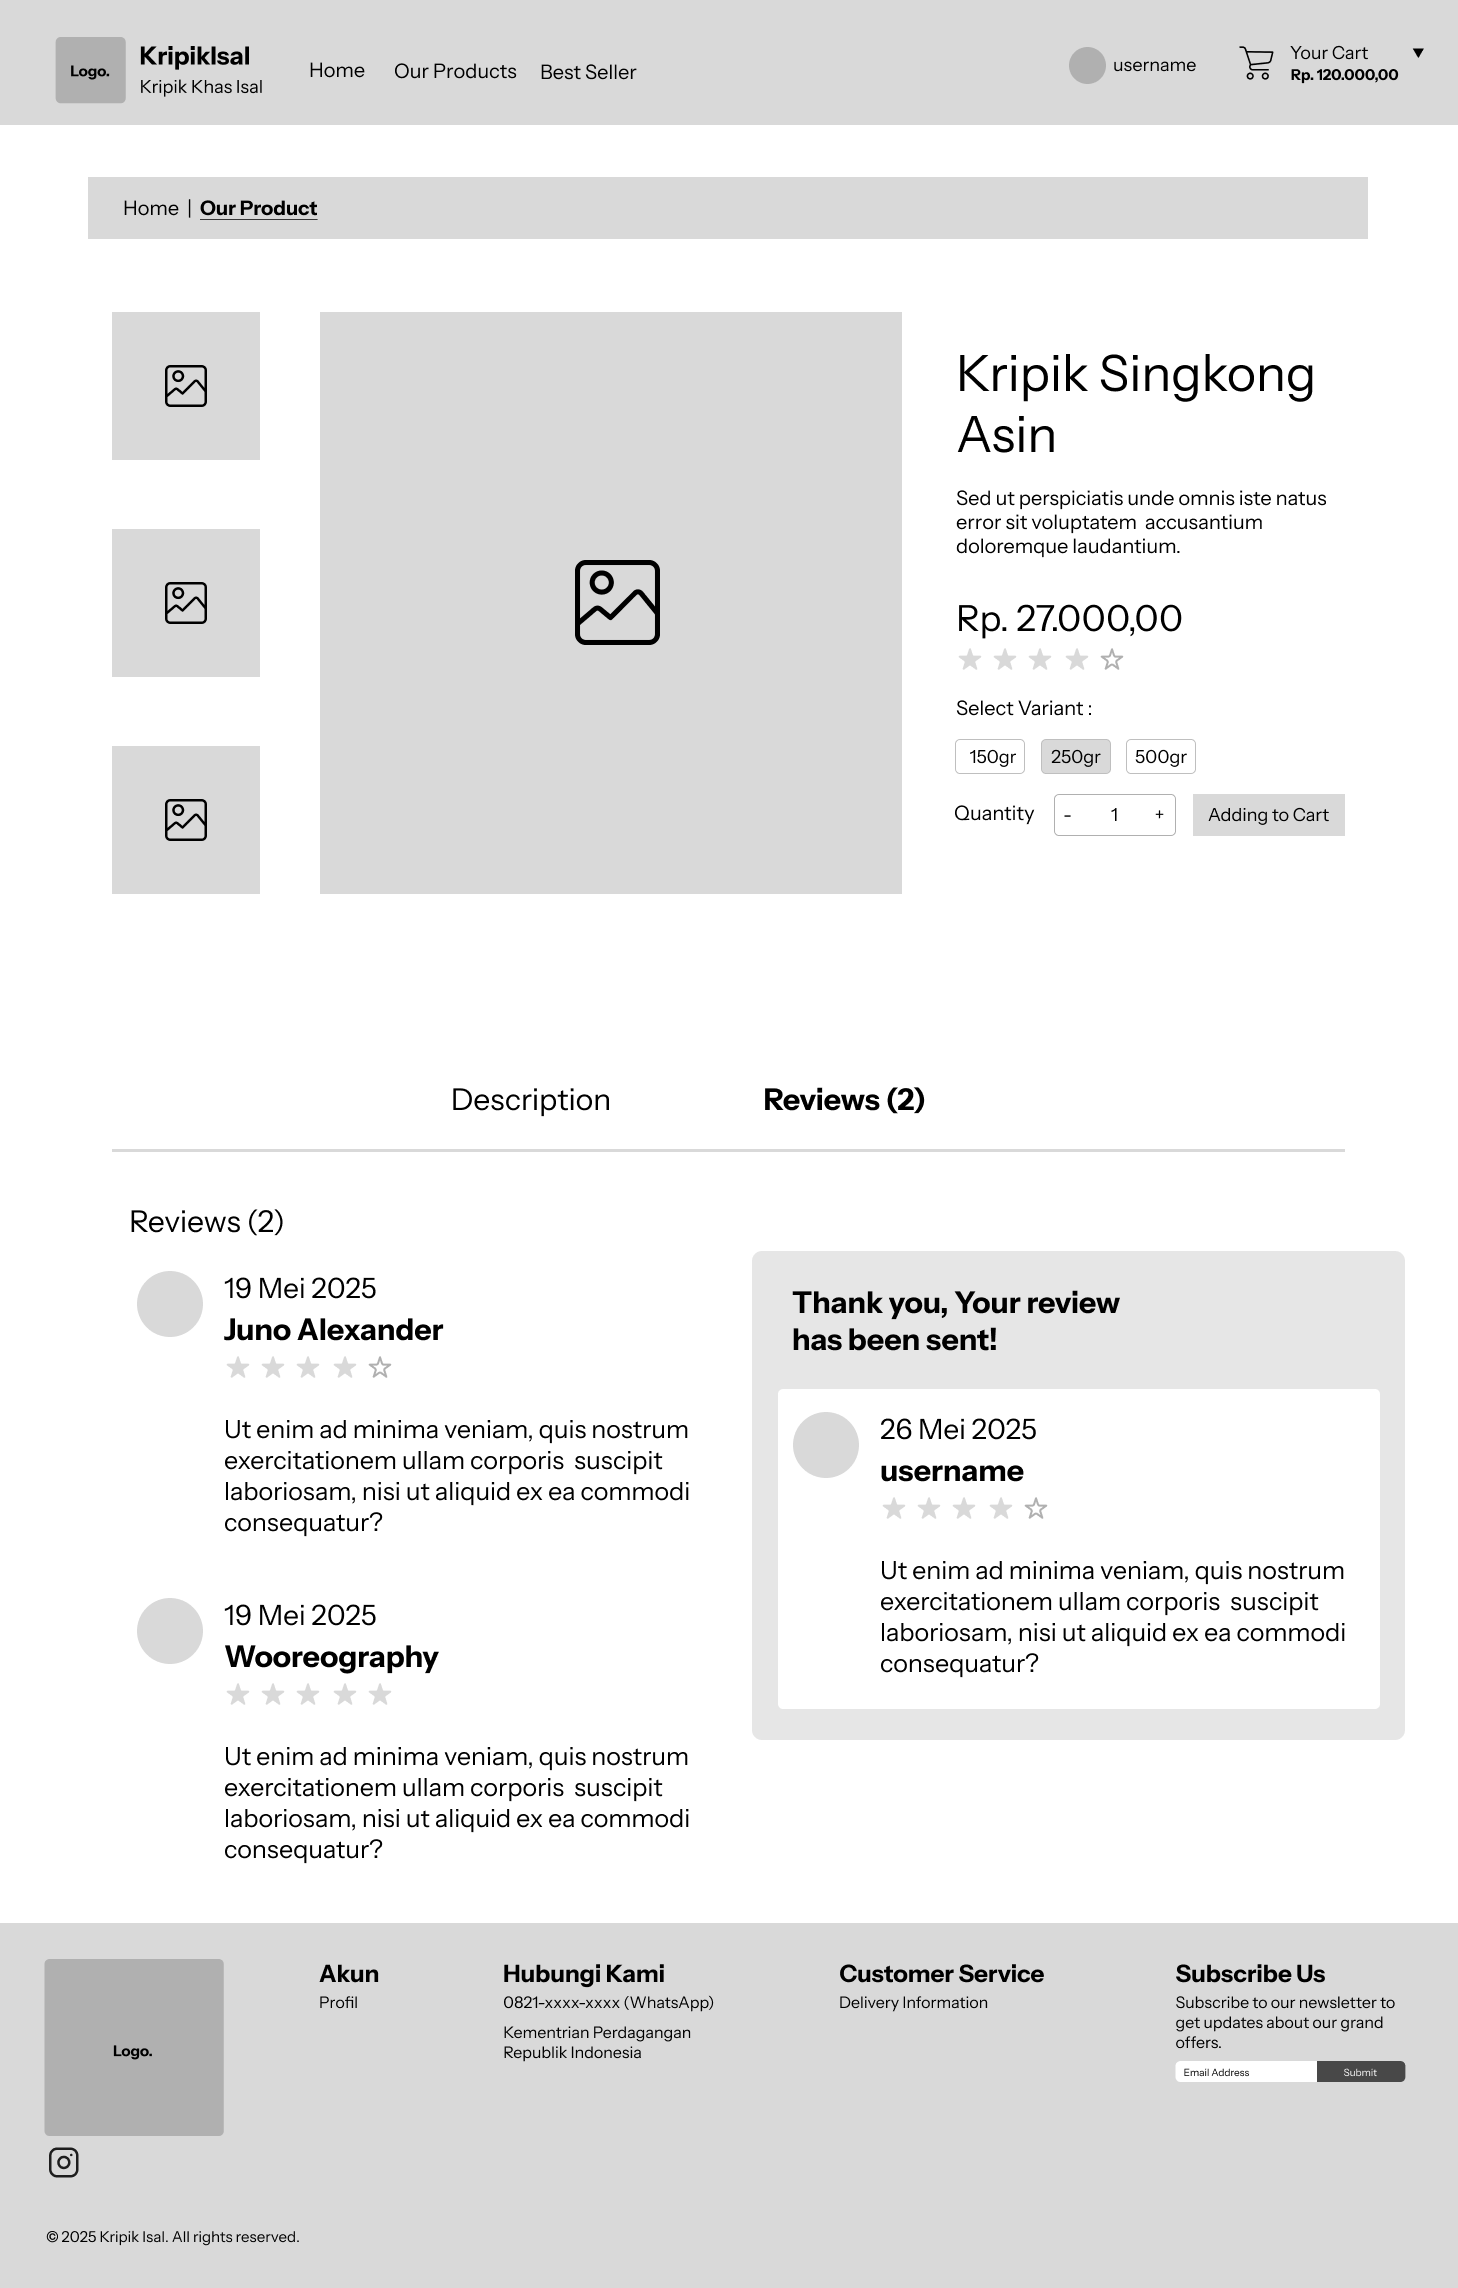 Logo.
KripikIsal
Kripik Khas Isal
Home
Our Products
Best Seller
username
Your Cart
Rp. 120.000,00
Home | Our Product
Kripik Singkong
Asin
Sed ut perspiciatis unde omnis iste natus
error sit voluptatem accusantium
doloremque laudantium.
Rp. 27.000,00
Select Variant :
150gr
250gr
500gr
Quantity
- 1 +
Adding to Cart
Description
Reviews (2)
Reviews (2)
19 Mei 2025
Juno Alexander
Ut enim ad minima veniam, quis nostrum
exercitationem ullam corporis suscipit
laboriosam, nisi ut aliquid ex ea commodi
consequatur?
19 Mei 2025
Wooreography
Ut enim ad minima veniam, quis nostrum
exercitationem ullam corporis suscipit
laboriosam, nisi ut aliquid ex ea commodi
consequatur?
Thank you, Your review
has been sent!
26 Mei 2025
username
Ut enim ad minima veniam, quis nostrum
exercitationem ullam corporis suscipit
laboriosam, nisi ut aliquid ex ea commodi
consequatur?
Logo.
Akun
Profil
Hubungi Kami
0821-xxxx-xxxx (WhatsApp)
Kementrian Perdagangan
Republik Indonesia
Customer Service
Delivery Information
Subscribe Us
Subscribe to our newsletter to
get updates about our grand
offers.
Email Address
Submit
© 2025 Kripik Isal. All rights reserved.